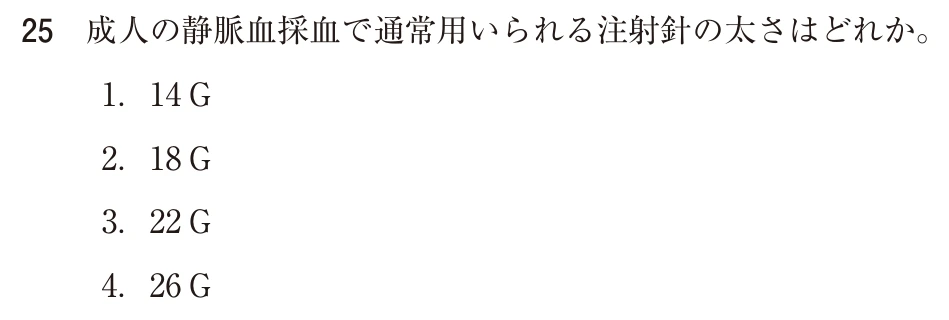 25 成人の静脈血採血で通常用いられる注射針の太さはどれか。
1. 14 G
2. 18 G
3. 22 G
4. 26 G